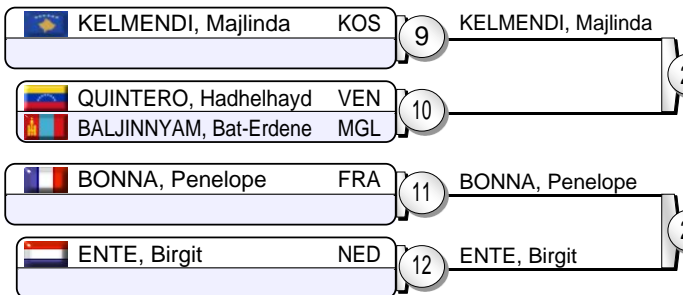 KELMENDI, Majlinda KOS 9 KELMENDI, Majlinda
QUINTERO, Hadhelhayd VEN 10
BALJINNYAM, Bat-Erdene MGL
BONNA, Penelope FRA 11 BONNA, Penelope
ENTE, Birgit NED 12 ENTE, Birgit